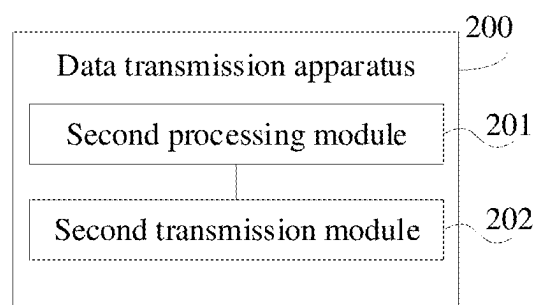 200
Data transmission apparatus
Second processing module
201
Second transmission module
202